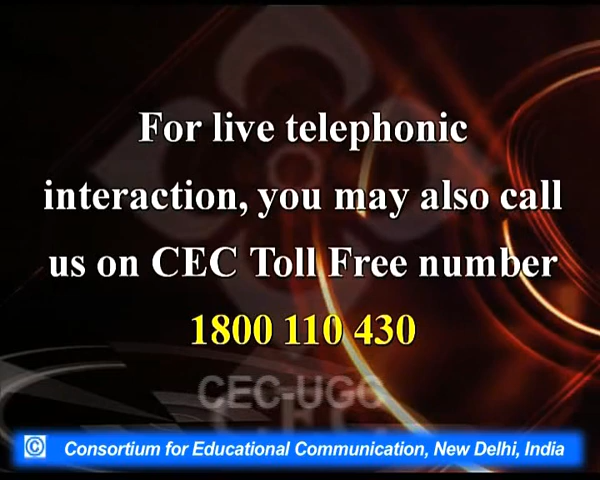 For live telephonic
interaction, you may also call
us on CEC Toll Free number
1800 110 430
CEC-UGC
CEC
© Consortium for Educational Communication, New Delhi, India